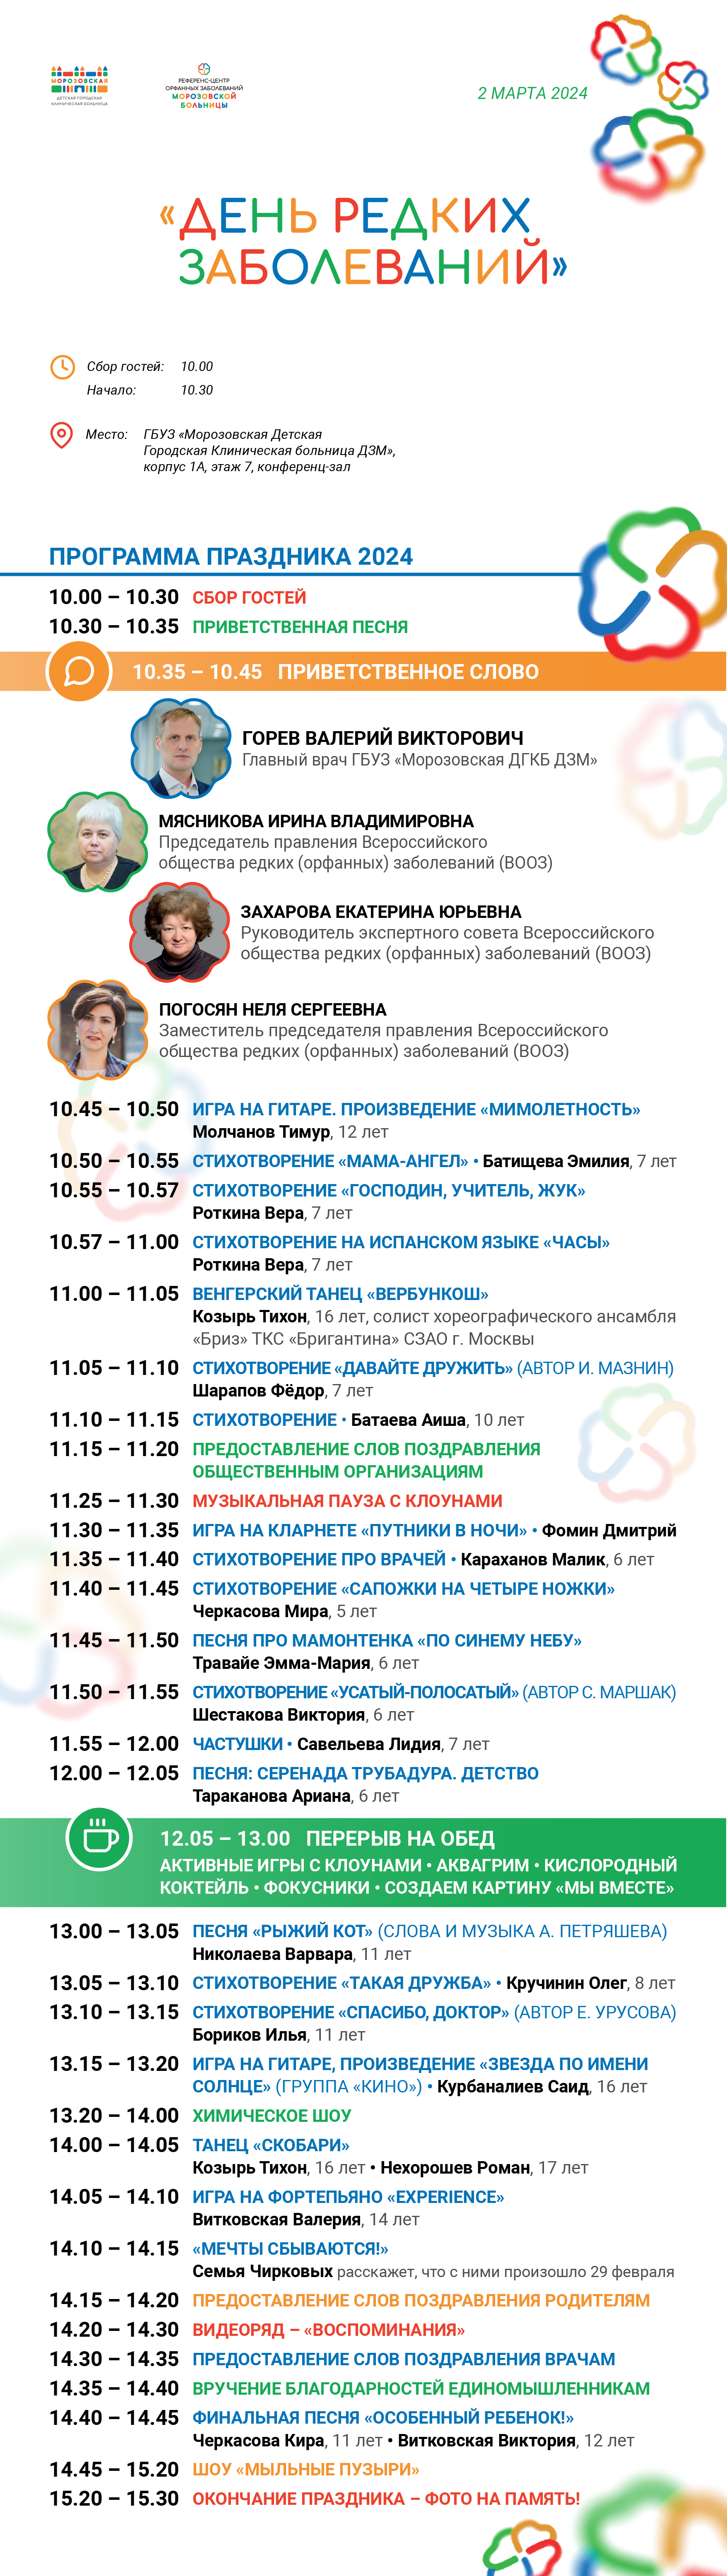 МОРОЗОВСКАЯ
ДЕТСКАЯ ГОРОДСКАЯ
КЛИНИЧЕСКАЯ БОЛЬНИЦА
РЕФЕРЕНС-ЦЕНТР
ОРФАННЫХ ЗАБОЛЕВАНИЙ
МОРОЗОВСКОЙ
БОЛЬНИЦЫ
2 МАРТА 2024
«ДЕНЬ РЕДКИХ
ЗАБОЛЕВАНИЙ»
Сбор гостей: 10.00
Начало: 10.30
Место: ГБУЗ «Морозовская Детская
Городская Клиническая больница ДЗМ»,
корпус 1А, этаж 7, конференц-зал
ПРОГРАММА ПРАЗДНИКА 2024
10.00 – 10.30 СБОР ГОСТЕЙ
10.30 – 10.35 ПРИВЕТСТВЕННАЯ ПЕСНЯ
10.35 – 10.45 ПРИВЕТСТВЕННОЕ СЛОВО
ГОРЕВ ВАЛЕРИЙ ВИКТОРОВИЧ
Главный врач ГБУЗ «Морозовская ДГКБ ДЗМ»
МЯСНИКОВА ИРИНА ВЛАДИМИРОВНА
Председатель правления Всероссийского
общества редких (орфанных) заболеваний (ВООЗ)
ЗАХАРОВА ЕКАТЕРИНА ЮРЬЕВНА
Руководитель экспертного совета Всероссийского
общества редких (орфанных) заболеваний (ВООЗ)
ПОГОСЯН НЕЛЯ СЕРГЕЕВНА
Заместитель председателя правления Всероссийского
общества редких (орфанных) заболеваний (ВООЗ)
10.45 – 10.50 ИГРА НА ГИТАРЕ. ПРОИЗВЕДЕНИЕ «МИМОЛЕТНОСТЬ»
Молчанов Тимур, 12 лет
10.50 – 10.55 СТИХОТВОРЕНИЕ «МАМА-АНГЕЛ» • Батищева Эмилия, 7 лет
10.55 – 10.57 СТИХОТВОРЕНИЕ «ГОСПОДИН, УЧИТЕЛЬ, ЖУК»
Роткина Вера, 7 лет
10.57 – 11.00 СТИХОТВОРЕНИЕ НА ИСПАНСКОМ ЯЗЫКЕ «ЧАСЫ»
Роткина Вера, 7 лет
11.00 – 11.05 ВЕНГЕРСКИЙ ТАНЕЦ «ВЕРБУНКОШ»
Козырь Тихон, 16 лет, солист хореографического ансамбля
«Бриз» ТКС «Бригантина» СЗАО г. Москвы
11.05 – 11.10 СТИХОТВОРЕНИЕ «ДАВАЙТЕ ДРУЖИТЬ» (АВТОР И. МАЗНИН)
Шарапов Фёдор, 7 лет
11.10 – 11.15 СТИХОТВОРЕНИЕ • Батаева Аиша, 10 лет
11.15 – 11.20 ПРЕДОСТАВЛЕНИЕ СЛОВ ПОЗДРАВЛЕНИЯ
ОБЩЕСТВЕННЫМ ОРГАНИЗАЦИЯМ
11.25 – 11.30 МУЗЫКАЛЬНАЯ ПАУЗА С КЛОУНАМИ
11.30 – 11.35 ИГРА НА КЛАРНЕТЕ «ПУТНИКИ В НОЧИ» • Фомин Дмитрий
11.35 – 11.40 СТИХОТВОРЕНИЕ ПРО ВРАЧЕЙ • Караханов Малик, 6 лет
11.40 – 11.45 СТИХОТВОРЕНИЕ «САПОЖКИ НА ЧЕТЫРЕ НОЖКИ»
Черкасова Мира, 5 лет
11.45 – 11.50 ПЕСНЯ ПРО МАМОНТЕНКА «ПО СИНЕМУ НЕБУ»
Травайе Эмма-Мария, 6 лет
11.50 – 11.55 СТИХОТВОРЕНИЕ «УСАТЫЙ-ПОЛОСАТЫЙ» (АВТОР С. МАРШАК)
Шестакова Виктория, 6 лет
11.55 – 12.00 ЧАСТУШКИ • Савельева Лидия, 7 лет
12.00 – 12.05 ПЕСНЯ: СЕРЕНАДА ТРУБАДУРА. ДЕТСТВО
Тараканова Ариана, 6 лет
12.05 – 13.00 ПЕРЕРЫВ НА ОБЕД
АКТИВНЫЕ ИГРЫ С КЛОУНАМИ • АКВАГРИМ • КИСЛОРОДНЫЙ
КОКТЕЙЛЬ • ФОКУСНИКИ • СОЗДАЕМ КАРТИНУ «МЫ ВМЕСТЕ»
13.00 – 13.05 ПЕСНЯ «РЫЖИЙ КОТ» (СЛОВА И МУЗЫКА А. ПЕТРЯШЕВА)
Николаева Варвара, 11 лет
13.05 – 13.10 СТИХОТВОРЕНИЕ «ТАКАЯ ДРУЖБА» • Кручинин Олег, 8 лет
13.10 – 13.15 СТИХОТВОРЕНИЕ «СПАСИБО, ДОКТОР» (АВТОР Е. УРУСОВА)
Бориков Илья, 11 лет
13.15 – 13.20 ИГРА НА ГИТАРЕ, ПРОИЗВЕДЕНИЕ «ЗВЕЗДА ПО ИМЕНИ
СОЛНЦЕ» (ГРУППА «КИНО») • Курбаналиев Саид, 16 лет
13.20 – 14.00 ХИМИЧЕСКОЕ ШОУ
14.00 – 14.05 ТАНЕЦ «СКОБАРИ»
Козырь Тихон, 16 лет • Нехорошев Роман, 17 лет
14.05 – 14.10 ИГРА НА ФОРТЕПЬЯНО «EXPERIENCE»
Витковская Валерия, 14 лет
14.10 – 14.15 «МЕЧТЫ СБЫВАЮТСЯ!»
Семья Чирковых расскажет, что с ними произошло 29 февраля
14.15 – 14.20 ПРЕДОСТАВЛЕНИЕ СЛОВ ПОЗДРАВЛЕНИЯ РОДИТЕЛЯМ
14.20 – 14.30 ВИДЕОРЯД – «ВОСПОМИНАНИЯ»
14.30 – 14.35 ПРЕДОСТАВЛЕНИЕ СЛОВ ПОЗДРАВЛЕНИЯ ВРАЧАМ
14.35 – 14.40 ВРУЧЕНИЕ БЛАГОДАРНОСТЕЙ ЕДИНОМЫШЛЕННИКАМ
14.40 – 14.45 ФИНАЛЬНАЯ ПЕСНЯ «ОСОБЕННЫЙ РЕБЕНОК!»
Черкасова Кира, 11 лет • Витковская Виктория, 12 лет
14.45 – 15.20 ШОУ «МЫЛЬНЫЕ ПУЗЫРИ»
15.20 – 15.30 ОКОНЧАНИЕ ПРАЗДНИКА – ФОТО НА ПАМЯТЬ!